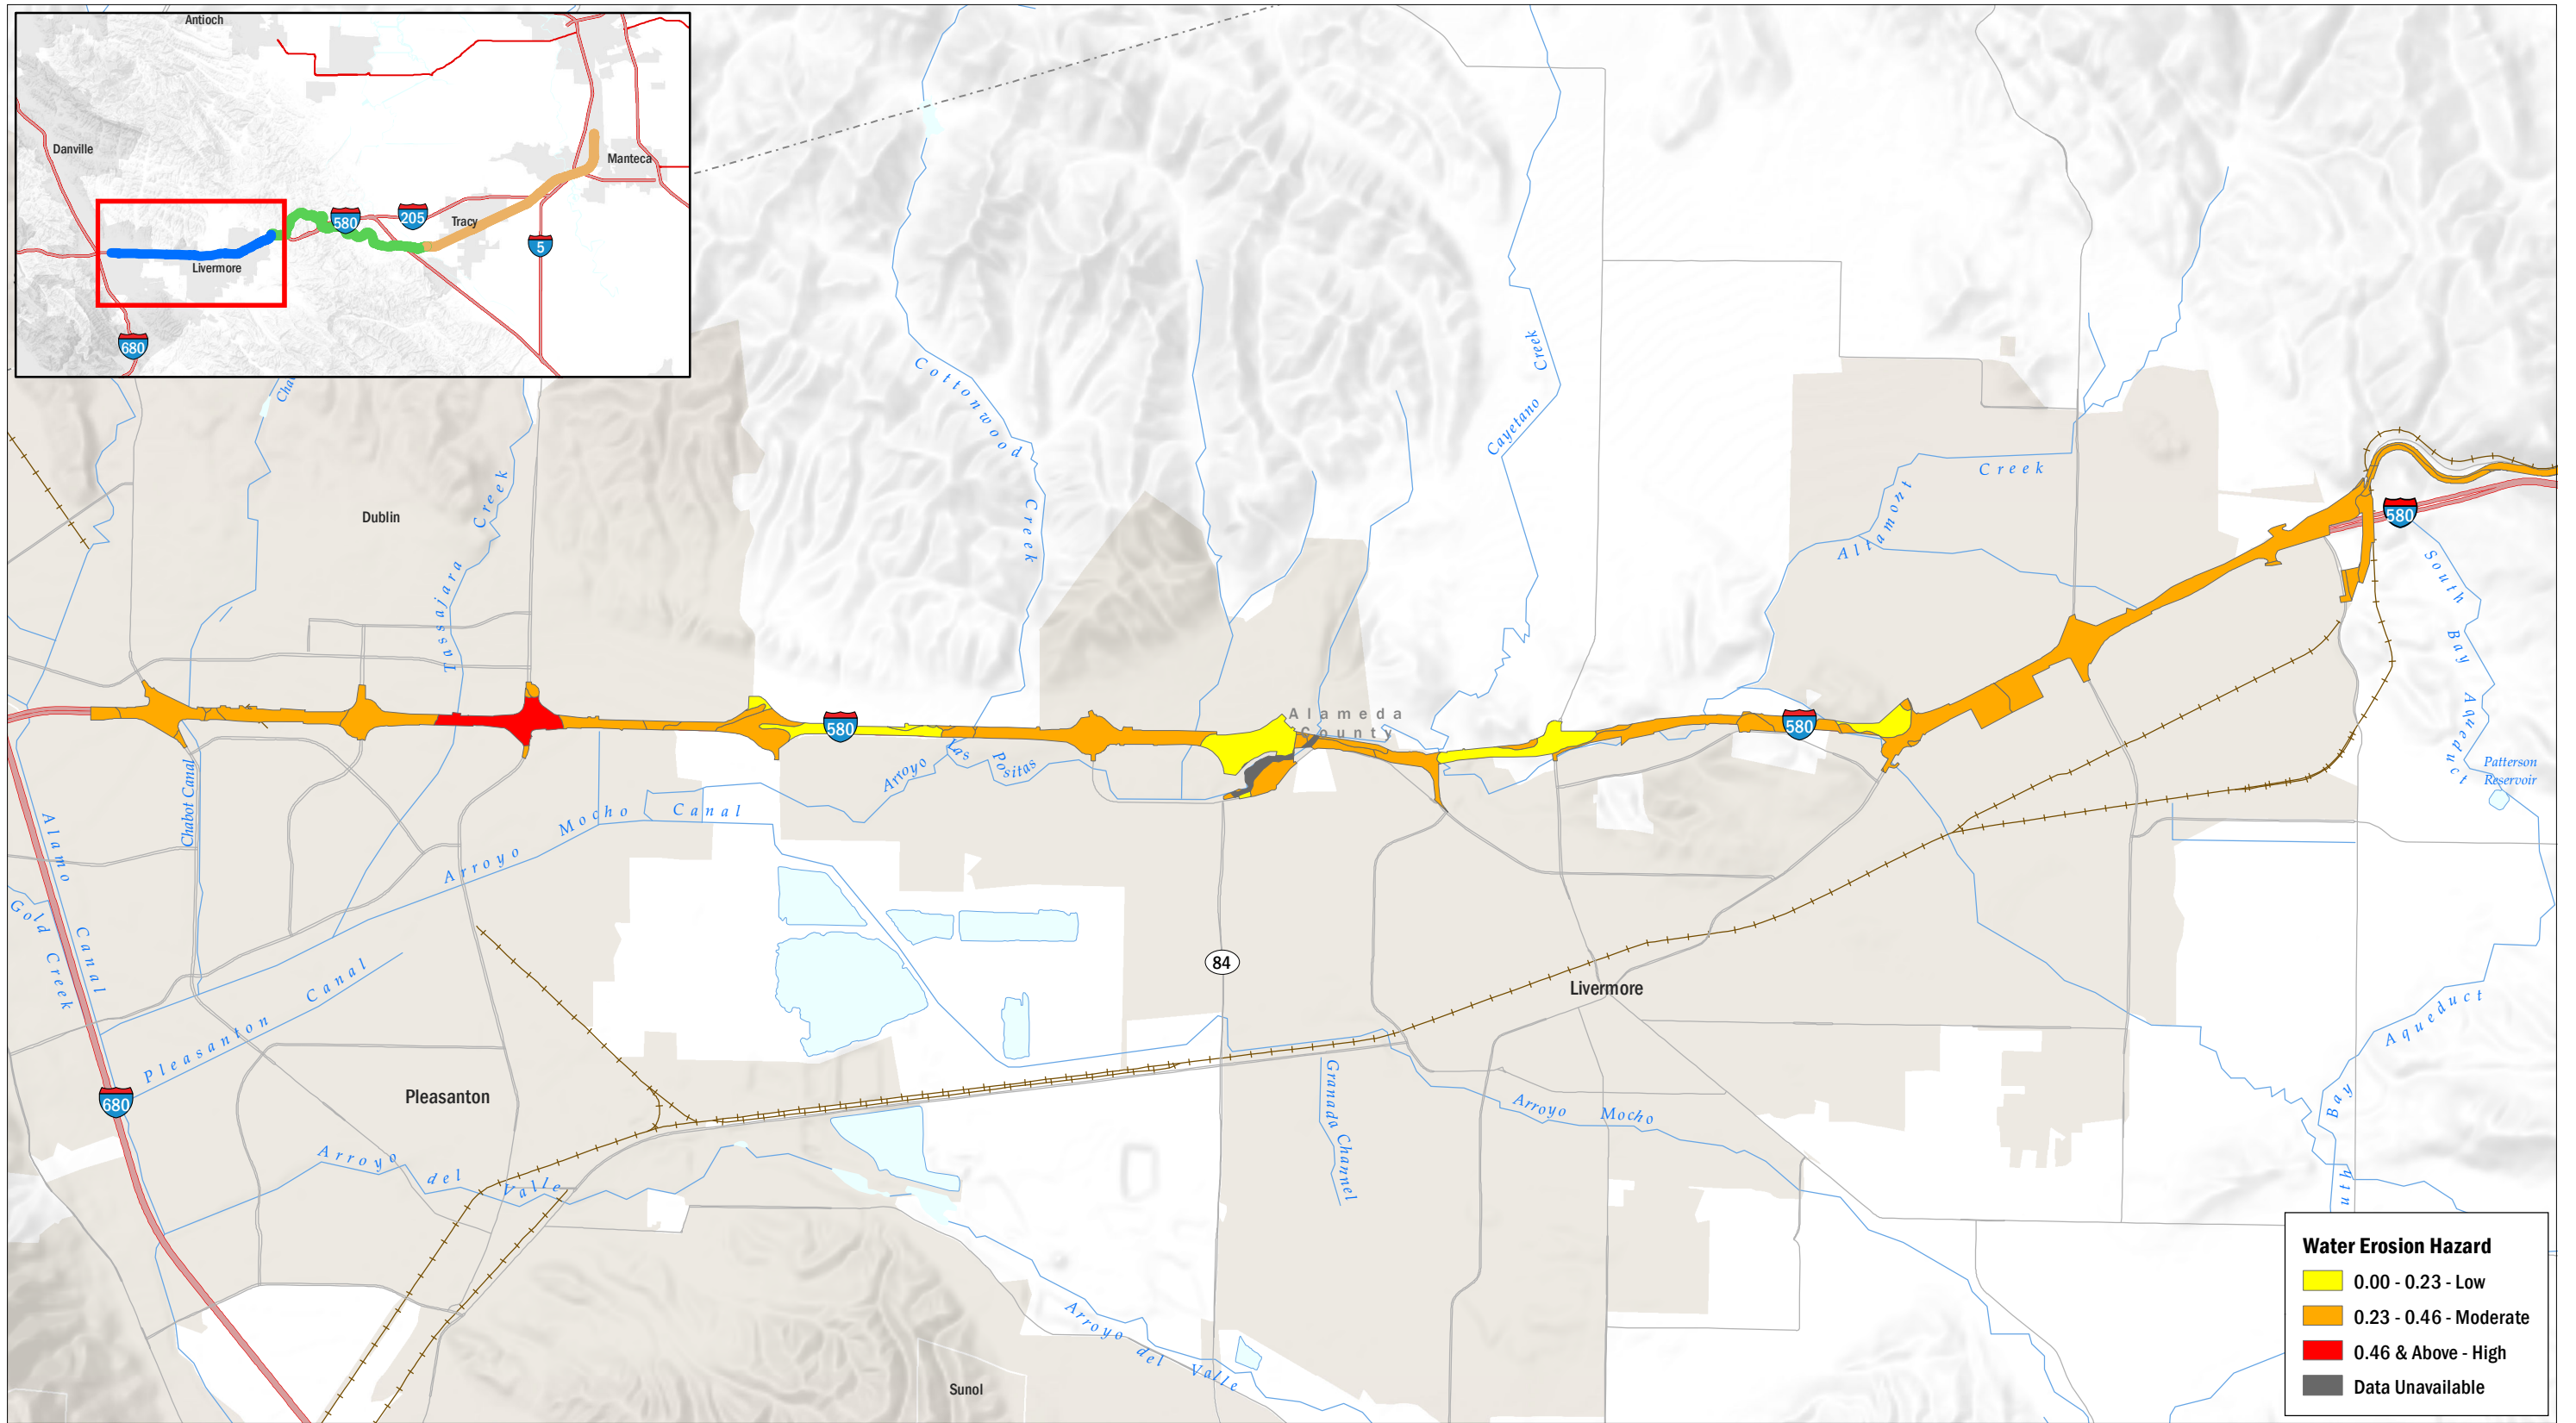 Antioch
Danville
Manteca
580
205
Tracy
5
Livermore
680
Cha
Cottonwood
Creek
Cayetano
Creek
Dublin
Tassajara
Creek
Altamont
Creek
580
South
Bay
Aqueduct
Patterson
Reservoir
580
580
Alameda
County
Arroyo
las
Positas
Chabot Canal
Arroyo
Mocho
Canal
Alamo
Canal
Gold
Creek
84
Livermore
Pleasanton
Canal
680
Pleasanton
Granada Channel
Arroyo
Mocho
Aqueduct
Bay
uth
Arroyo
del
Valle
Arroyo
del
Valle
Sunol
Water Erosion Hazard
0.00 - 0.23 - Low
0.23 - 0.46 - Moderate
0.46 & Above - High
Data Unavailable